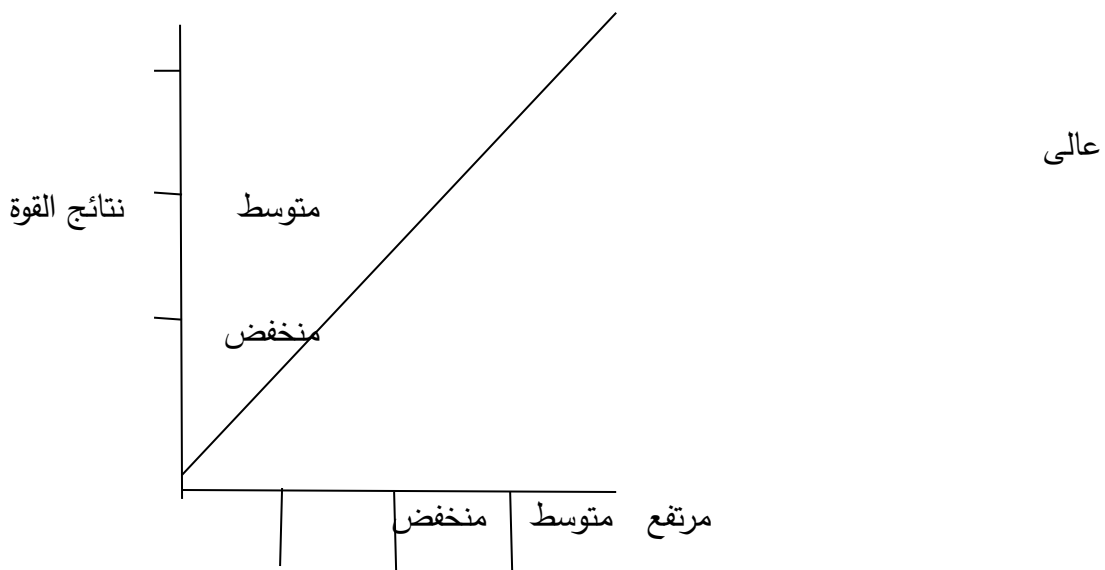 عالى
نتائج القوة متوسط
منخفض
منخفض متوسط مرتفع